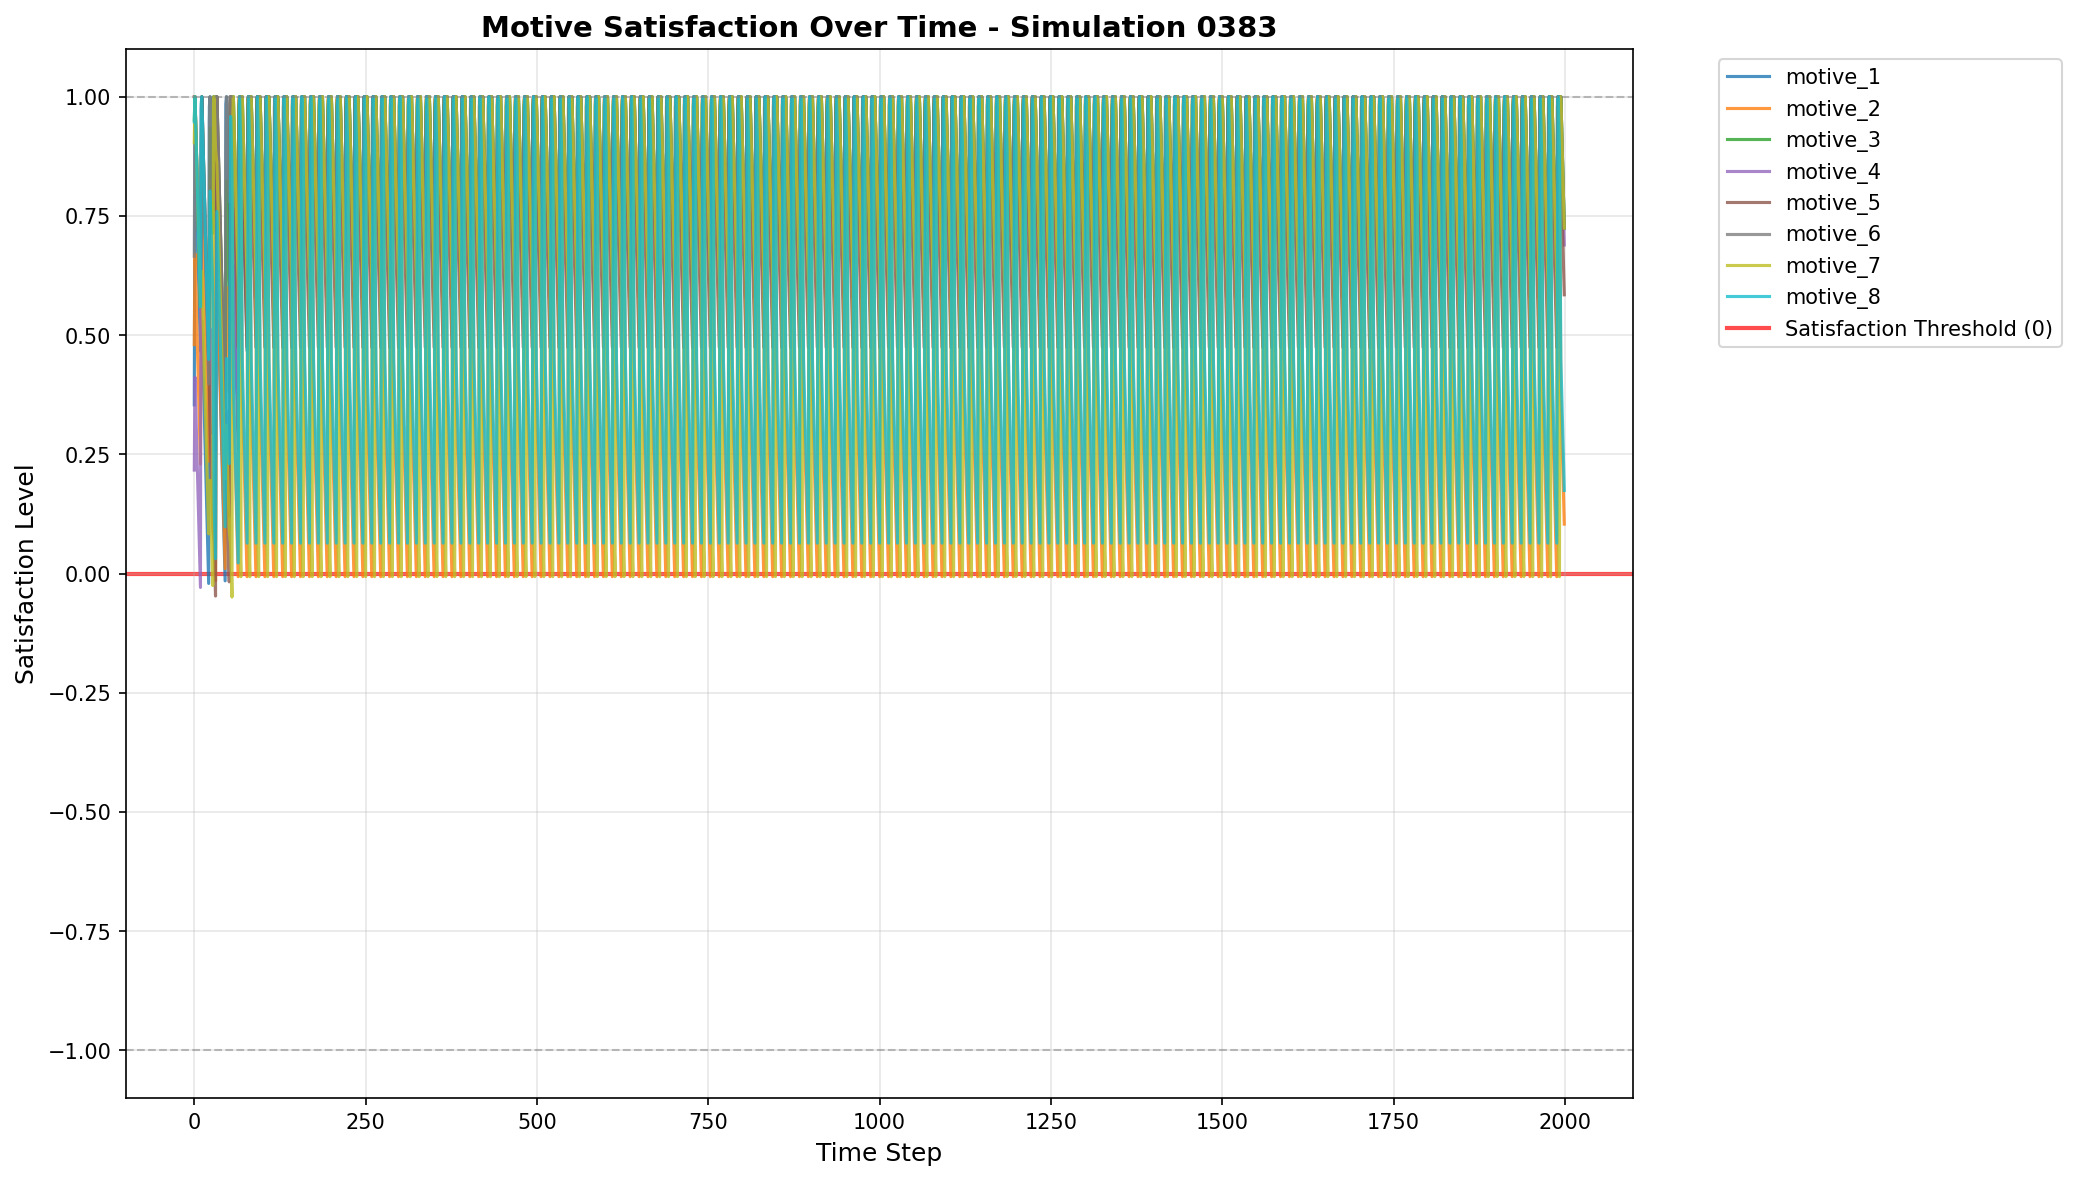 Motive Satisfaction Over Time - Simulation 0383
1.00
0.75
0.50
0.25
0.00
−0.25
−0.50
−0.75
−1.00
Satisfaction Level
0 250 500 750 1000 1250 1500 1750 2000
Time Step
motive_1
motive_2
motive_3
motive_4
motive_5
motive_6
motive_7
motive_8
Satisfaction Threshold (0)